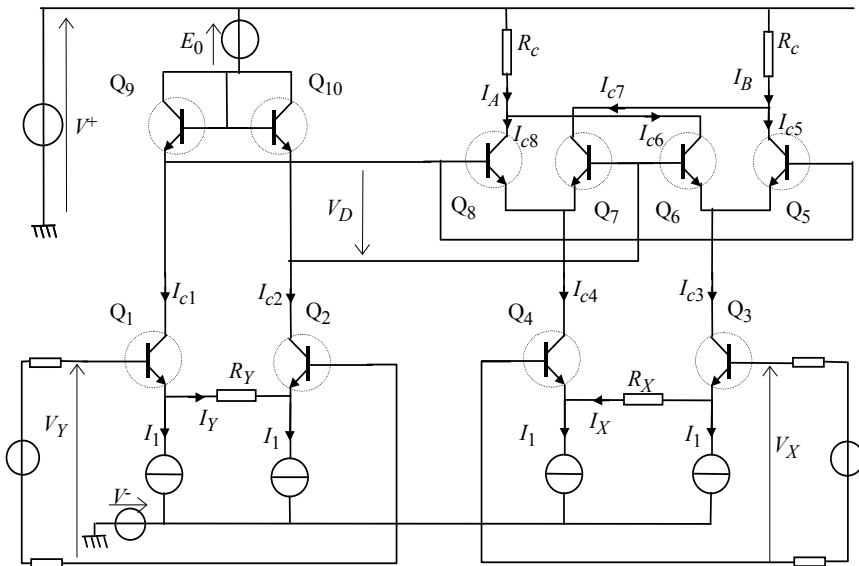 E0
Rc
Rc
Q9
Q10
V+
IA
Ic7
IB
Ic8
Ic6
Ic5
VD
Q8
Q7
Q6
Q5
Ic1
Ic2
Ic4
Ic3
Q1
Q2
Q4
Q3
RY
RX
VY
IY
IX
I1
I1
I1
I1
VX
V-